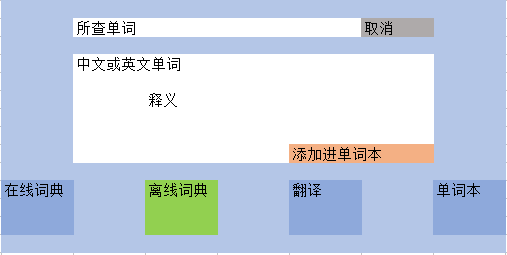 所查单词 取消
中文或英文单词
释义
添加进单词本
在线词典 离线词典 翻译 单词本